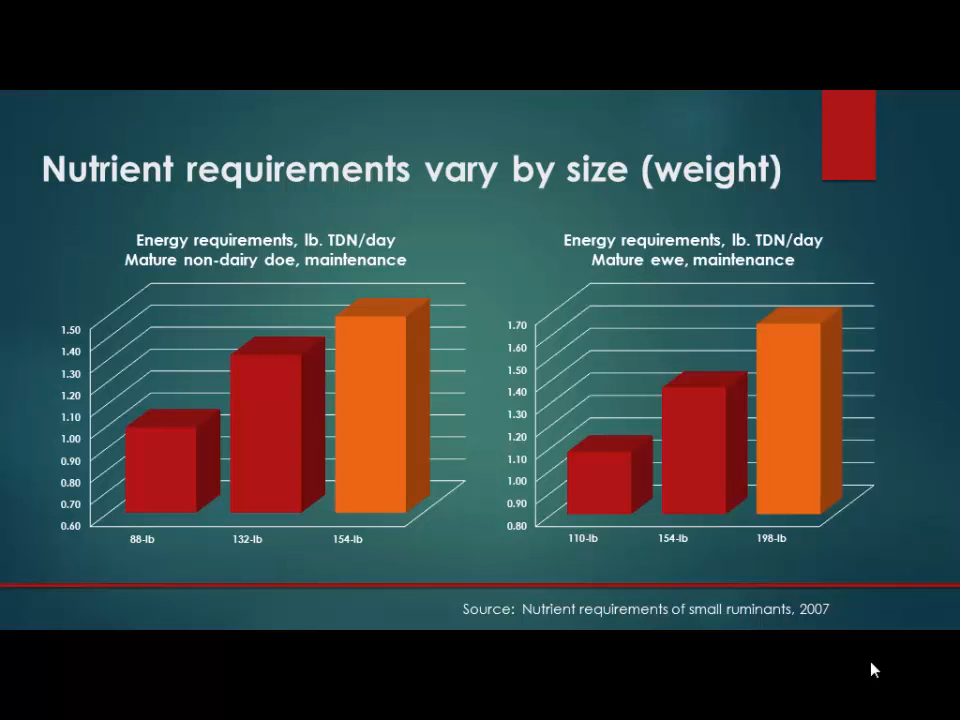 Nutrient requirements vary by size (weight)
Energy requirements, lb. TDN/day
Mature non-dairy doe, maintenance
1.50
1.40
1.30
1.20
1.10
1.00
0.90
0.80
0.70
0.60
88-lb
132-lb
154-lb
Energy requirements, lb. TDN/day
Mature ewe, maintenance
1.70
1.60
1.50
1.40
1.30
1.20
1.10
1.00
0.90
0.80
110-lb
154-lb
198-lb
Source: Nutrient requirements of small ruminants, 2007